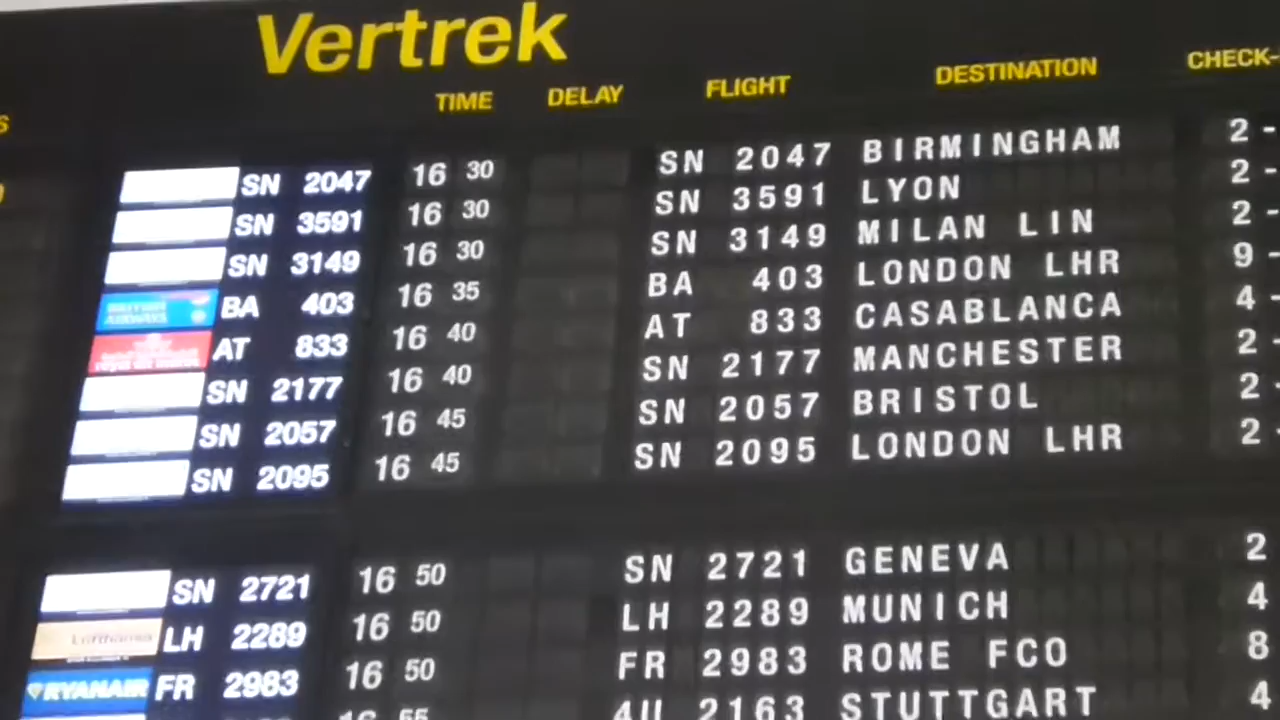 Vertrek
TIME DELAY FLIGHT DESTINATION CHECK-
SN 2047 16 30 SN 2047 BIRMINGHAM 2 -
SN 3591 16 30 SN 3591 LYON 2 -
SN 3149 16 30 SN 3149 MILAN LIN 2 -
BRITISH AIRWAYS BA 403 16 35 BA 403 LONDON LHR 9 -
AT 833 16 40 AT 833 CASABLANCA 4 -
SN 2177 16 40 SN 2177 MANCHESTER 2 -
SN 2057 16 45 SN 2057 BRISTOL 2 -
SN 2095 16 45 SN 2095 LONDON LHR 2 -
SN 2721 16 50 SN 2721 GENEVA 2
Lufthansa LH 2289 16 50 LH 2289 MUNICH 4
RYANAIR FR 2983 16 50 FR 2983 ROME FCO 8
16 55 4U 2163 STUTTGART 4